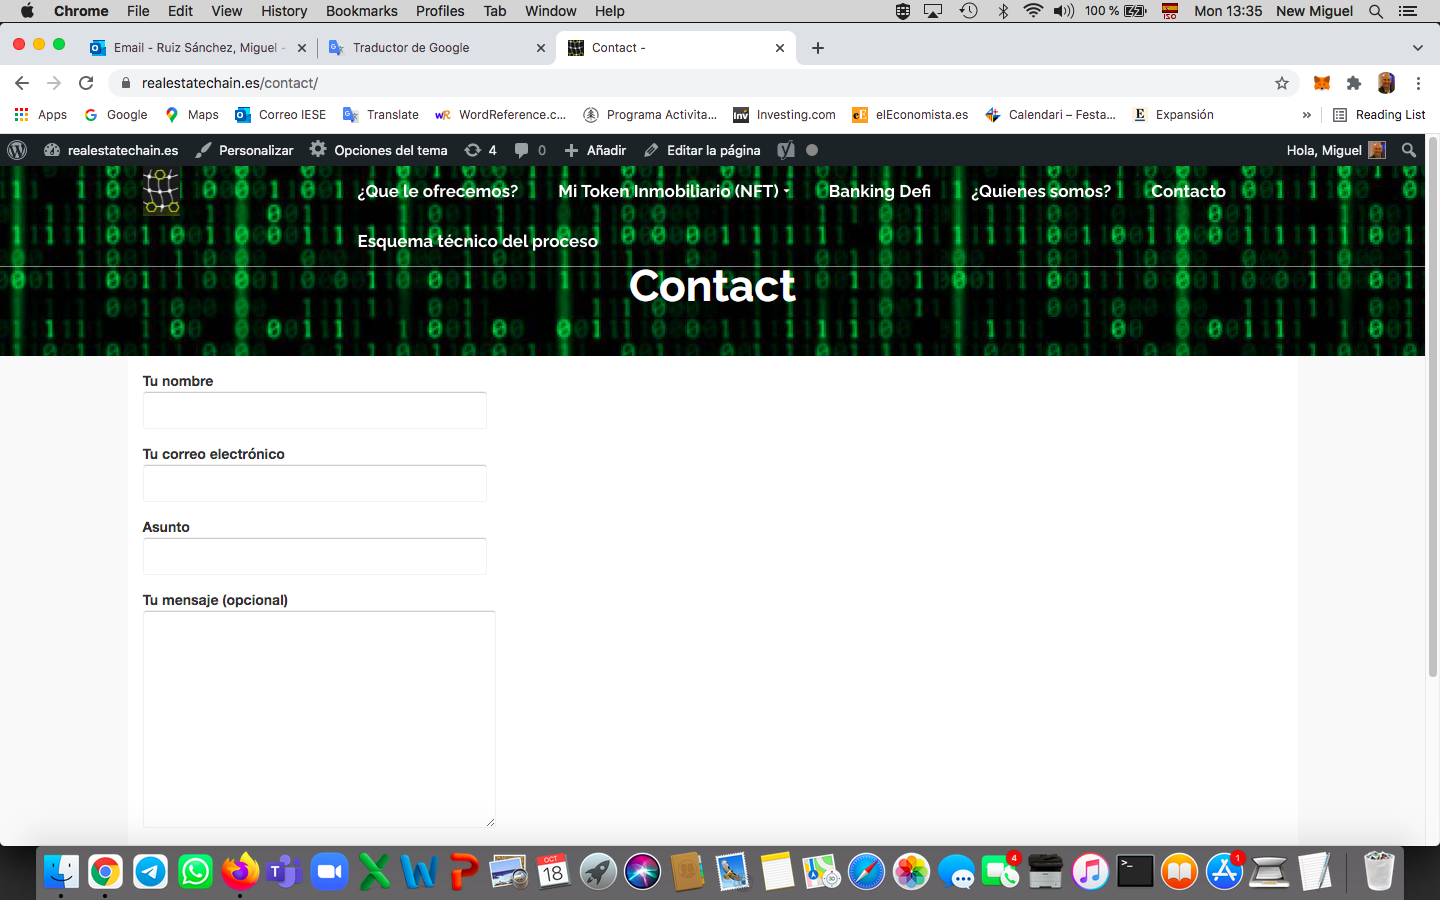 Chrome File Edit View History Bookmarks Profiles Tab Window Help 100 % ISO Mon 13:35 New Miguel
Email - Ruiz Sánchez, Miguel - Traductor de Google Contact -
realestatechain.es/contact/
Apps Google Maps Correo IESE Translate WordReference.c... Programa Activita... Investing.com elEconomista.es Calendari – Festa... Expansión » Reading List
realestatechain.es Personalizar Opciones del tema 4 0 Añadir Editar la página Hola, Miguel
¿Que le ofrecemos? Mi Token Inmobiliario (NFT) Banking Defi ¿Quienes somos? Contacto
Esquema técnico del proceso
Contact
Tu nombre
Tu correo electrónico
Asunto
Tu mensaje (opcional)
OCT
18
4
1